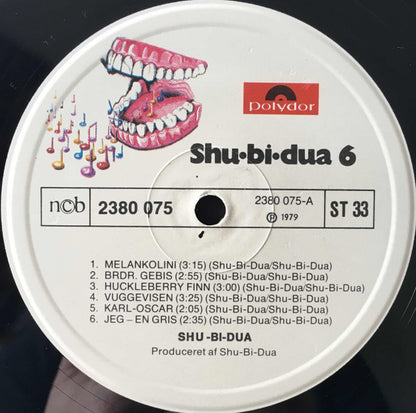 polydor
Shu•bi•dua 6
n©b 2380 075 2380 075-A ST 33
℗ 1979
1. MELANKOLINI (3:15) (Shu-Bi-Dua/Shu-Bi-Dua)
2. BRDR. GEBIS (2:55) (Shu-Bi-Dua/Shu-Bi-Dua)
3. HUCKLEBERRY FINN (3:00) (Shu-Bi-Dua/Shu-Bi-Dua)
4. VUGGEVISEN (3:25) (Shu-Bi-Dua/Shu-Bi-Dua)
5. KARL-OSCAR (2:05) (Shu-Bi-Dua/Shu-Bi-Dua)
6. JEG – EN GRIS (2:35) (Shu-Bi-Dua/Shu-Bi-Dua)
SHU-BI-DUA
Produceret af Shu-Bi-Dua